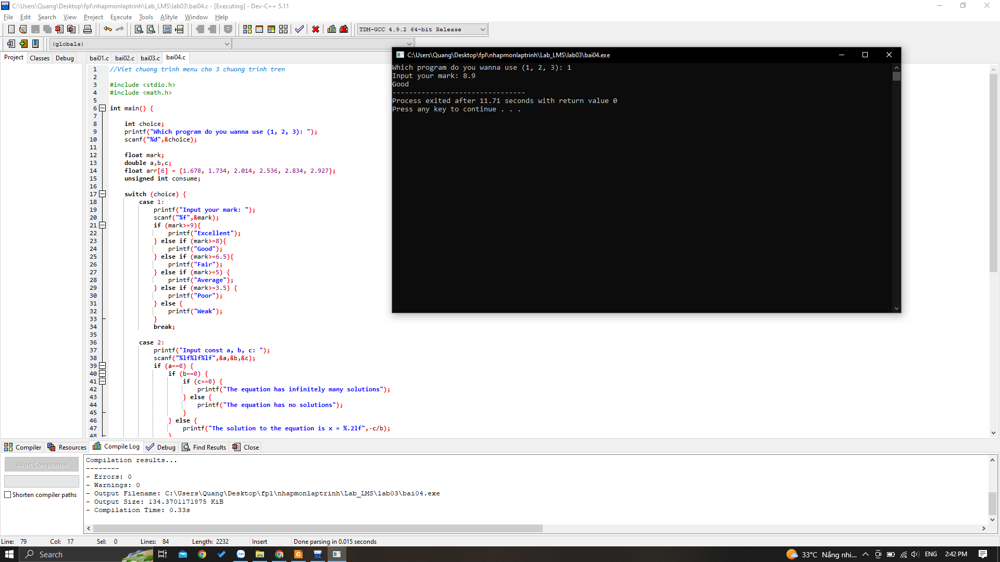 C:\Users\Quang\Desktop\fpl\nhapmonlaptrinh\Lab_LMS\lab03\bai04.c - [Executing] - Dev-C++ 5.11
File Edit Search View Project Execute Tools AStyle Window Help
TDM-GCC 4.9.2 64-bit Release
(globals)
Project Classes Debug
bai01.c bai02.c bai03.c bai04.c
1 //Viet chuong trinh menu cho 3 chuong trinh tren
2
3 #include <stdio.h>
4 #include <math.h>
5
6 int main() {
7
8 int choice;
9 printf("Which program do you wanna use (1, 2, 3): ");
10 scanf("%d",&choice);
11
12 float mark;
13 double a,b,c;
14 float arr[6] = {1.678, 1.734, 2.014, 2.536, 2.834, 2.927};
15 unsigned int consume;
16
17 switch (choice) {
18 case 1:
19 printf("Input your mark: ");
20 scanf("%f",&mark);
21 if (mark>=9){
22 printf("Excellent");
23 } else if (mark>=8){
24 printf("Good");
25 } else if (mark>=6.5){
26 printf("Fair");
27 } else if (mark>=5) {
28 printf("Average");
29 } else if (mark>=3.5) {
30 printf("Poor");
31 } else {
32 printf("Weak");
33 }
34 break;
35
36 case 2:
37 printf("Input const a, b, c: ");
38 scanf("%lf%lf%lf",&a,&b,&c);
39 if (a==0) {
40 if (b==0) {
41 if (c==0) {
42 printf("The equation has infinitely many solutions");
43 } else {
44 printf("The equation has no solutions");
45 }
46 } else {
47 printf("The solution to the equation is x = %.2lf",-c/b);
48 }
C:\Users\Quang\Desktop\fpl\nhapmonlaptrinh\Lab_LMS\lab03\bai04.exe
Which program do you wanna use (1, 2, 3): 1
Input your mark: 8.9
Good
--------------------------------
Process exited after 11.71 seconds with return value 0
Press any key to continue . . .
Compiler Resources Compile Log Debug Find Results Close
Abort Compilation
Shorten compiler paths
Compilation results...
--------
- Errors: 0
- Warnings: 0
- Output Filename: C:\Users\Quang\Desktop\fpl\nhapmonlaptrinh\Lab_LMS\lab03\bai04.exe
- Output Size: 134.3701171875 KiB
- Compilation Time: 0.33s
Line: 79 Col: 17 Sel: 0 Lines: 84 Length: 2232 Insert Done parsing in 0.015 seconds
Search
Zalo
33°C Nắng nhi... ENG 2:42 PM